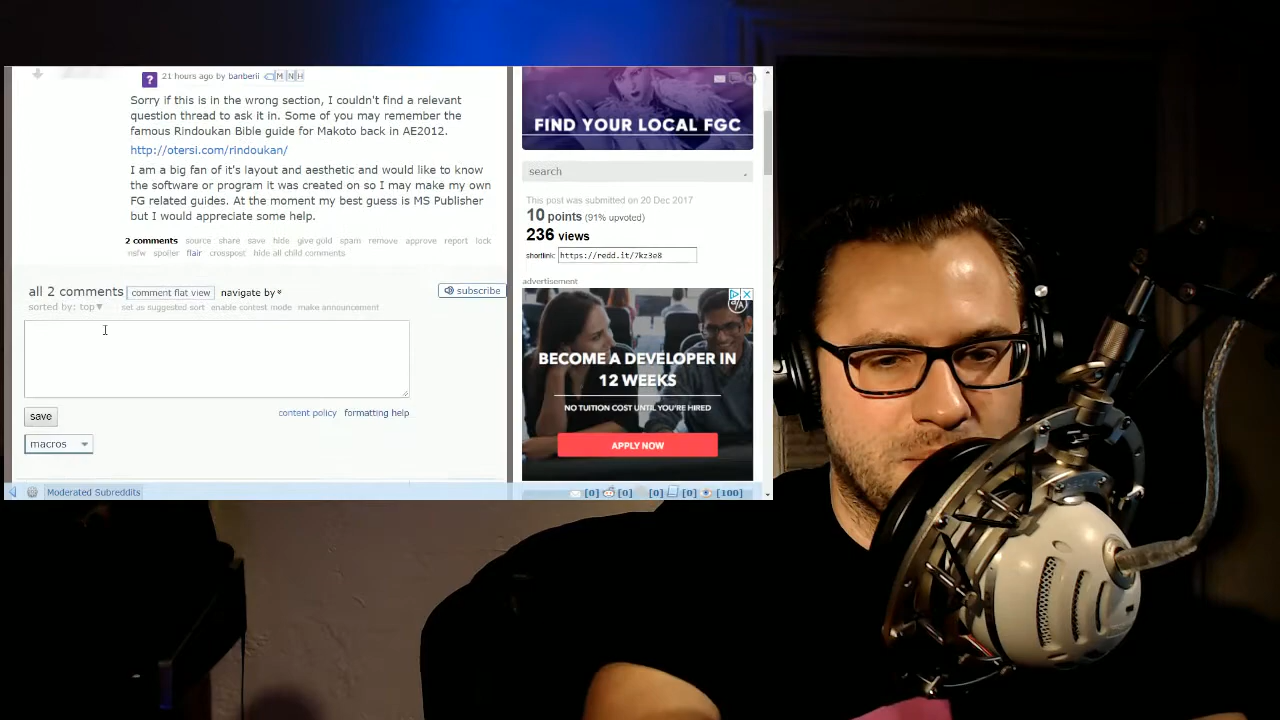 ? 21 hours ago by banberii M N H
Sorry if this is in the wrong section, I couldn't find a relevant
question thread to ask it in. Some of you may remember the
famous Rindoukan Bible guide for Makoto back in AE2012.
http://otersi.com/rindoukan/
I am a big fan of it's layout and aesthetic and would like to know
the software or program it was created on so I may make my own
FG related guides. At the moment my best guess is MS Publisher
but I would appreciate some help.
2 comments source share save hide give gold spam remove approve report lock
nsfw spoiler flair crosspost hide all child comments
all 2 comments comment flat view navigate by
subscribe
sorted by: top▼ set as suggested sort enable contest mode make announcement
save
content policy formatting help
macros
Moderated Subreddits
FIND YOUR LOCAL FGC
search
This post was submitted on 20 Dec 2017
10 points (91% upvoted)
236 views
shortlink: https://redd.it/7kz3e8
advertisement
BECOME A DEVELOPER IN
12 WEEKS
NO TUITION COST UNTIL YOU'RE HIRED
APPLY NOW
[0] [0] [0] [0] [100]